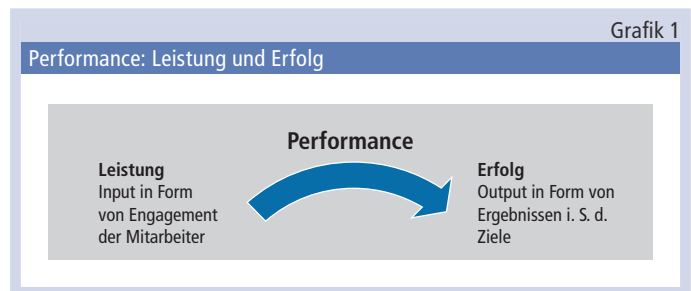 Grafik 1
Performance: Leistung und Erfolg
Performance
Leistung
Input in Form
von Engagement
der Mitarbeiter
Erfolg
Output in Form von
Ergebnissen i. S. d.
Ziele